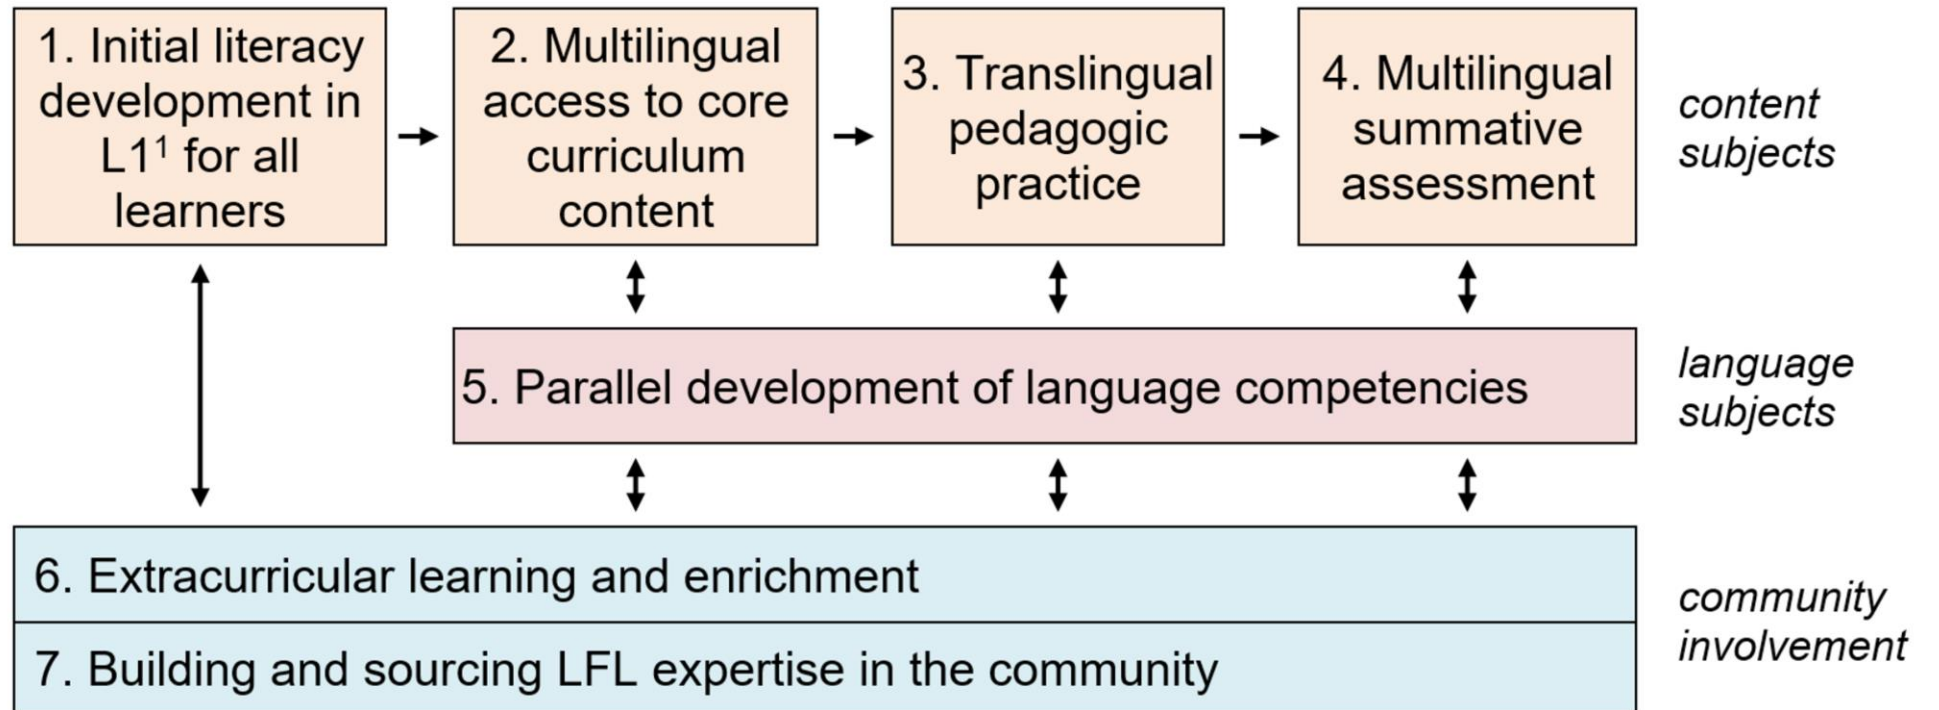 1. Initial literacy
development in
L1¹ for all
learners
2. Multilingual
access to core
curriculum
content
3. Translingual
pedagogic
practice
4. Multilingual
summative
assessment
content
subjects
5. Parallel development of language competencies
language
subjects
6. Extracurricular learning and enrichment
7. Building and sourcing LFL expertise in the community
community
involvement